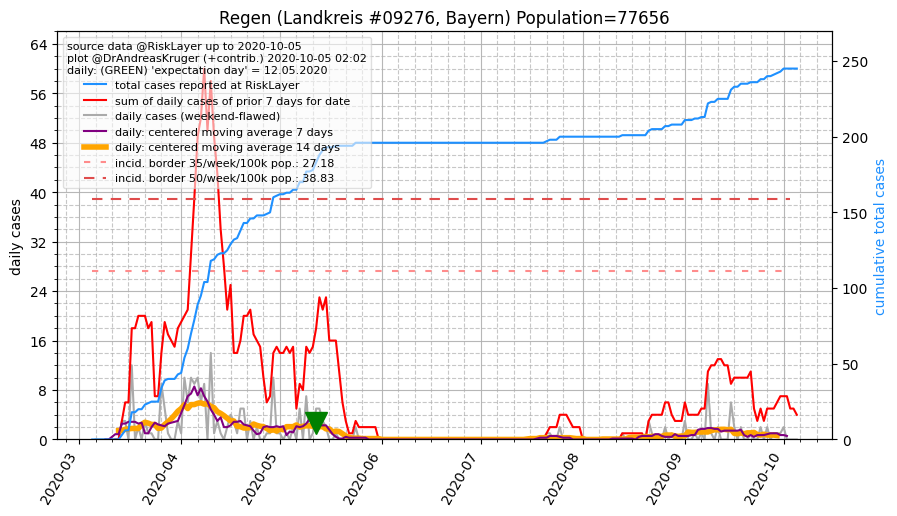 Regen (Landkreis #09276, Bayern) Population=77656
source data @RiskLayer up to 2020-10-05
plot @DrAndreasKruger (+contrib.) 2020-10-05 02:02
daily: (GREEN) 'expectation day' = 12.05.2020
total cases reported at RiskLayer
sum of daily cases of prior 7 days for date
daily cases (weekend-flawed)
daily: centered moving average 7 days
daily: centered moving average 14 days
incid. border 35/week/100k pop.: 27.18
incid. border 50/week/100k pop.: 38.83
daily cases
64
56
48
40
32
24
16
8
0
cumulative total cases
250
200
150
100
50
0
2020-03
2020-04
2020-05
2020-06
2020-07
2020-08
2020-09
2020-10